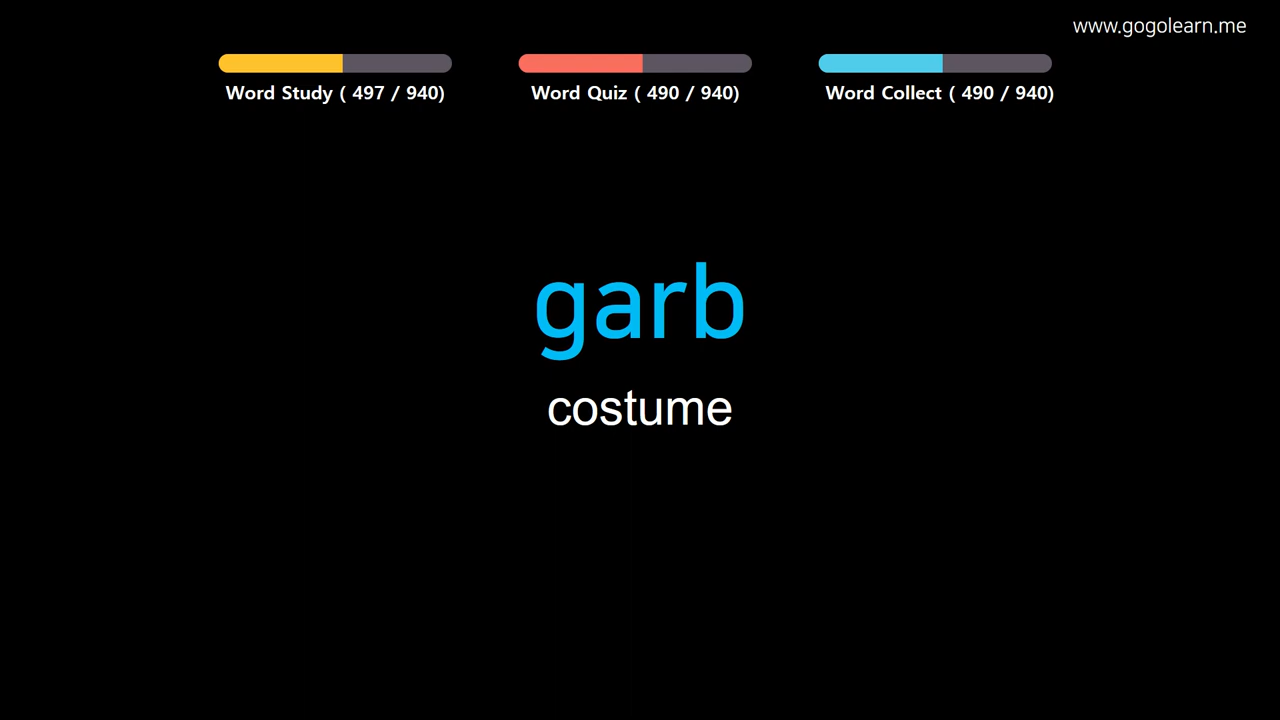 www.gogolearn.me
Word Study ( 497 / 940)
Word Quiz ( 490 / 940)
Word Collect ( 490 / 940)
garb
costume